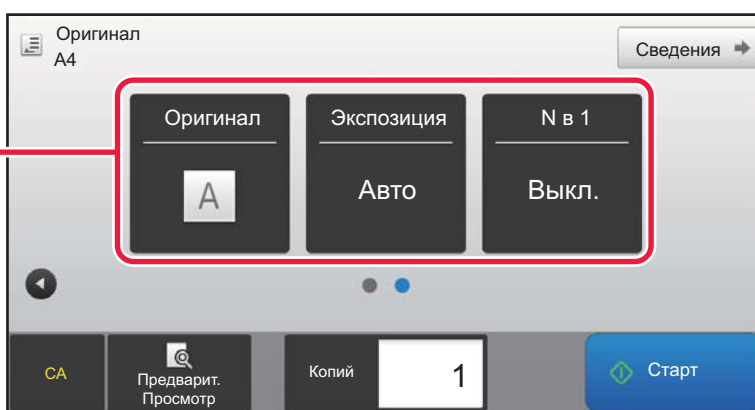 Оригинал
A4
Сведения
Оригинал
Экспозиция
N в 1
A
Авто
Выкл.
CA
Предварит.
Просмотр
Копий
1
Старт